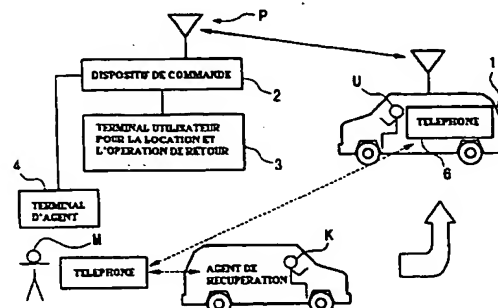 P
DISPOSITIF DE COMMANDE
2
U
1
TELEPHONE
6
TERMINAL UTILISATEUR
POUR LA LOCATION ET
L'OPERATION DE RETOUR
3
4
TERMINAL
D'AGENT
M
TELEPHONE
K
AGENT DE
RECUPERATION